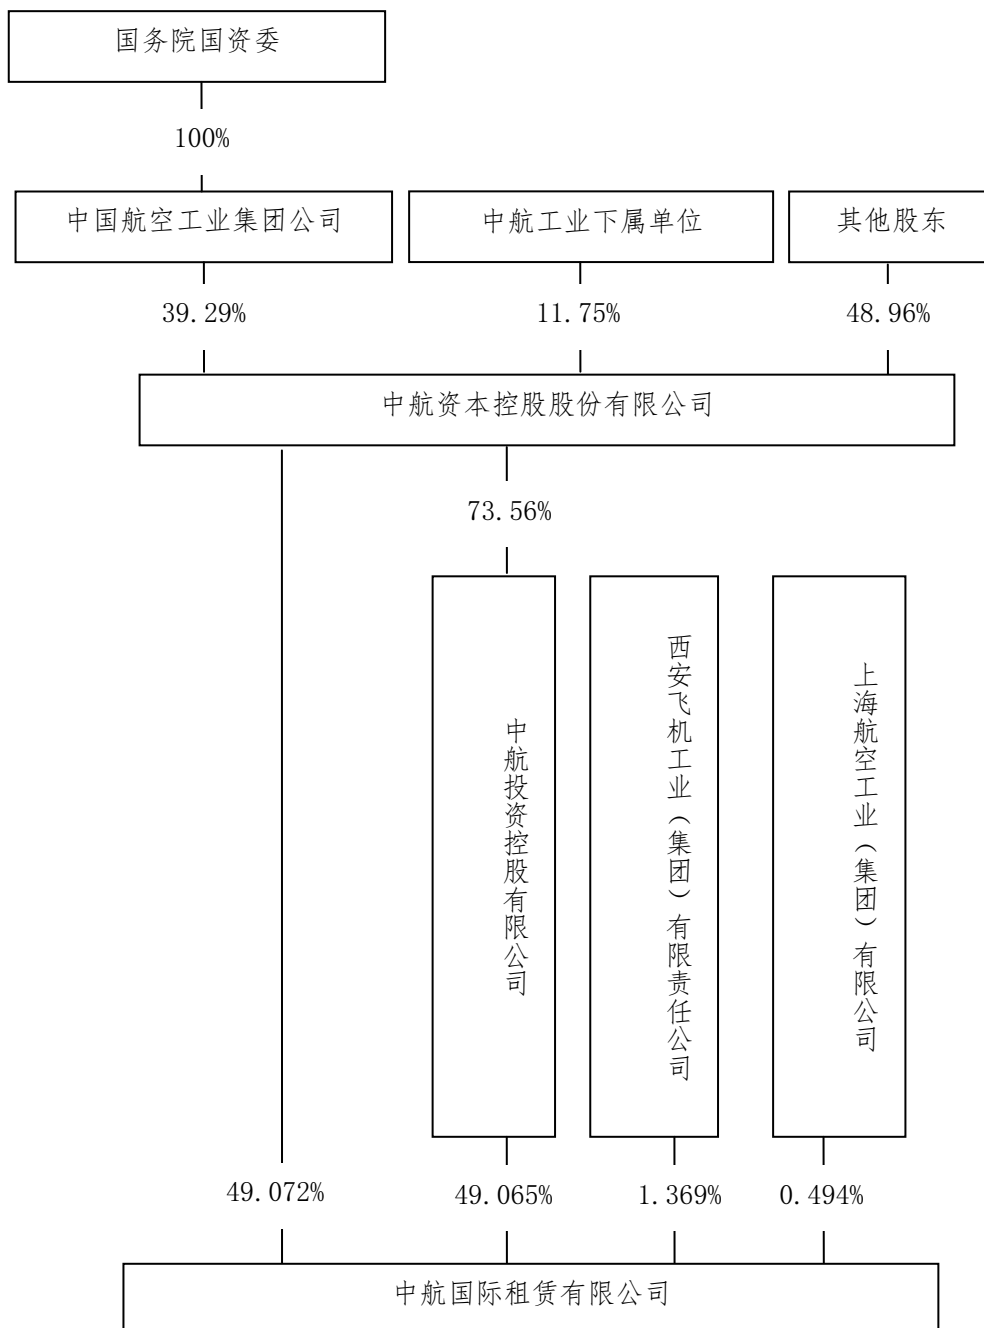 国务院国资委
100%
中国航空工业集团公司
中航工业下属单位
其他股东
39.29%
11.75%
48.96%
中航资本控股股份有限公司
73.56%
中航投资控股有限公司
西安飞机工业（集团）有限责任公司
上海航空工业（集团）有限公司
49.072%
49.065%
1.369%
0.494%
中航国际租赁有限公司